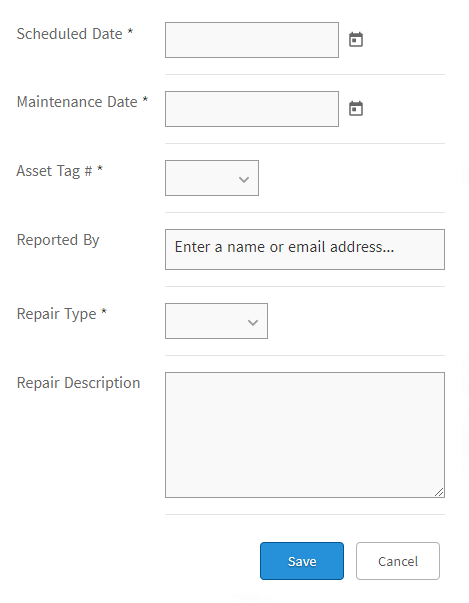 Scheduled Date *
Maintenance Date *
Asset Tag # *
Reported By
Enter a name or email address...
Repair Type *
Repair Description
Save
Cancel